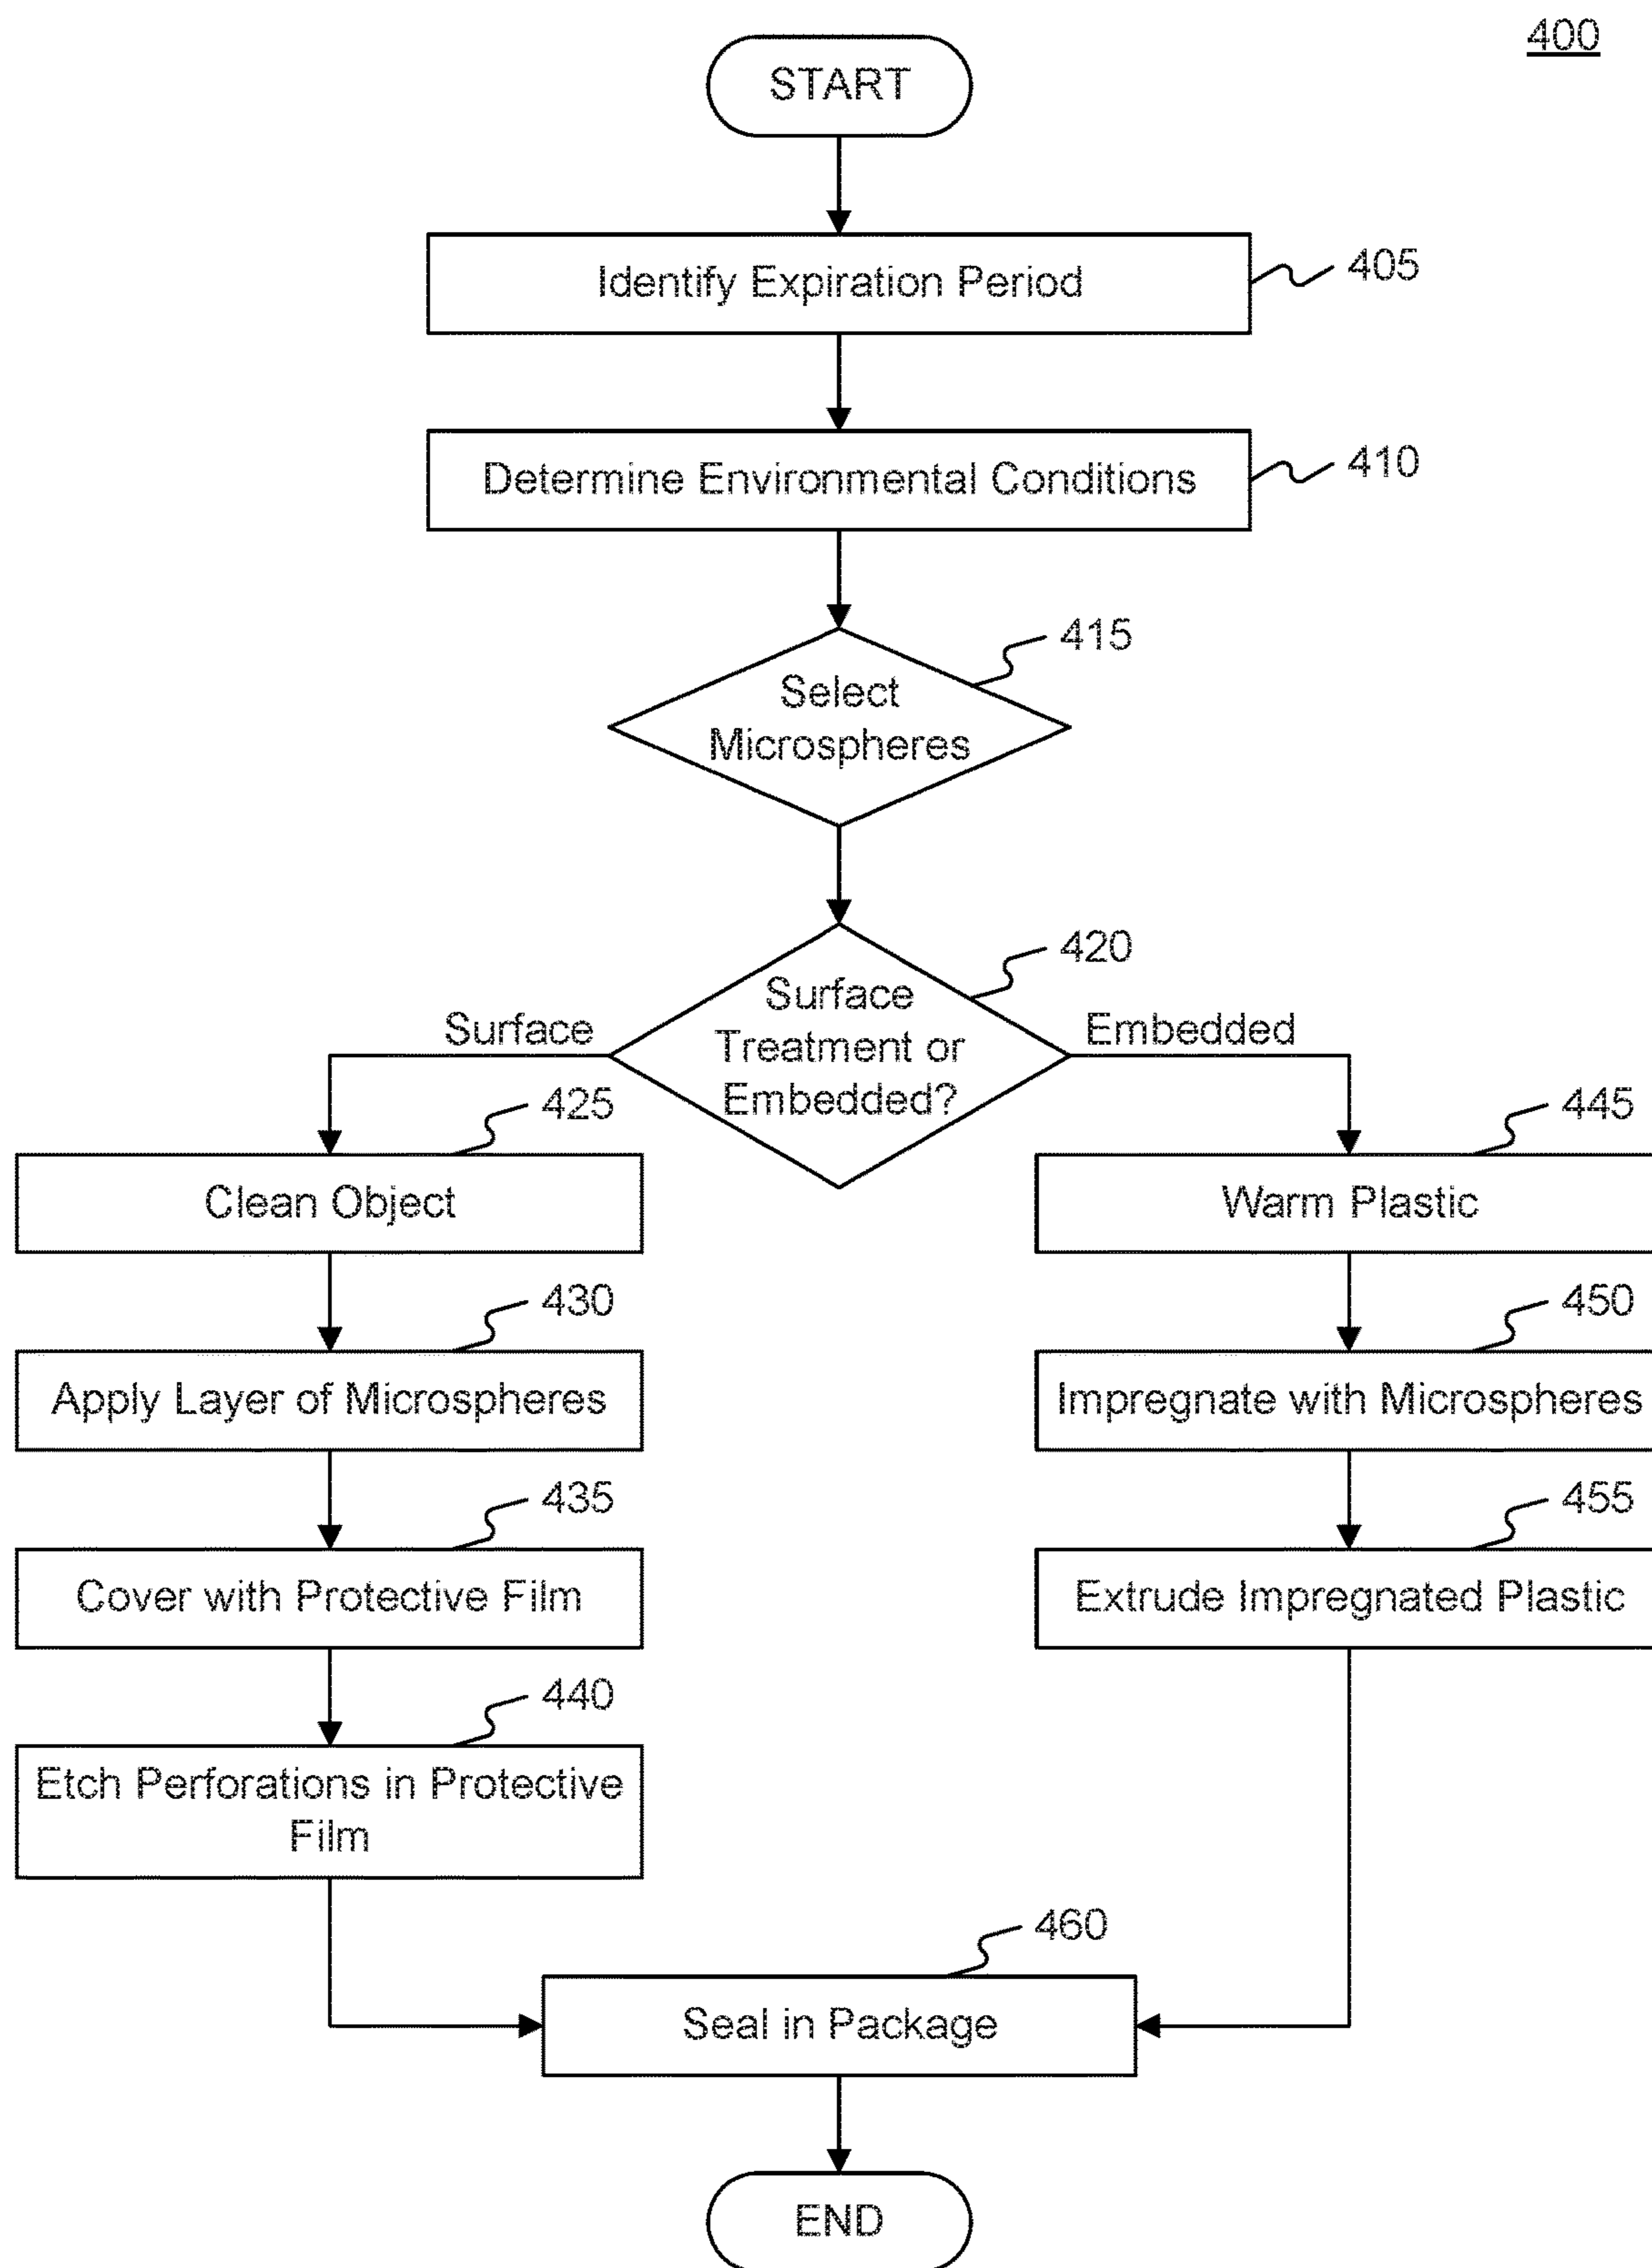 400
START
Identify Expiration Period
405
Determine Environmental Conditions
410
415
Select
Microspheres
420
Surface
Treatment or
Embedded?
Surface
Embedded
425
Clean Object
430
Apply Layer of Microspheres
435
Cover with Protective Film
440
Etch Perforations in Protective
Film
445
Warm Plastic
450
Impregnate with Microspheres
455
Extrude Impregnated Plastic
460
Seal in Package
END